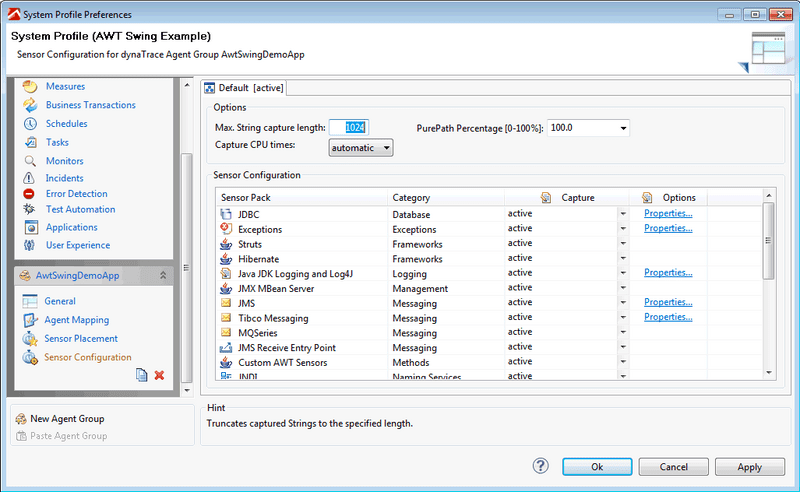 System Profile Preferences
System Profile (AWT Swing Example)
Sensor Configuration for dynaTrace Agent Group AwtSwingDemoApp
Measures
Business Transactions
Schedules
Tasks
Monitors
Incidents
Error Detection
Test Automation
Applications
User Experience
AwtSwingDemoApp
General
Agent Mapping
Sensor Placement
Sensor Configuration
New Agent Group
Paste Agent Group
Default [active]
Options
Max. String capture length: 1024 PurePath Percentage [0-100%]: 100.0
Capture CPU times: automatic
Sensor Configuration
Sensor Pack Category Capture Options
JDBC Database active Properties...
Exceptions Exceptions active Properties...
Struts Frameworks active
Hibernate Frameworks active
Java JDK Logging and Log4J Logging active Properties...
JMX MBean Server Management active
JMS Messaging active Properties...
Tibco Messaging Messaging active Properties...
MQSeries Messaging active
JMS Receive Entry Point Messaging active
Custom AWT Sensors Methods active
JNDI Naming Services active
Hint
Truncates captured Strings to the specified length.
? Ok Cancel Apply